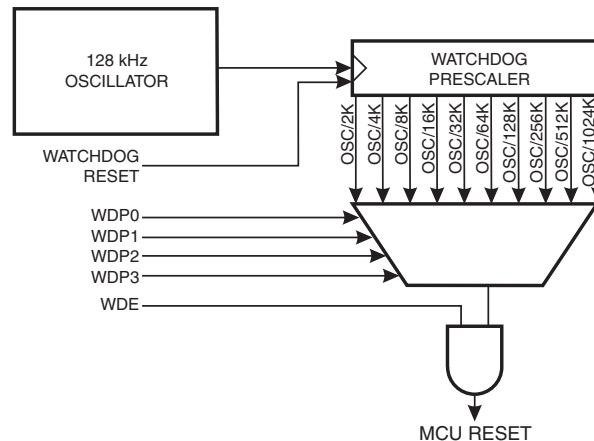 128 kHz
OSCILLATOR
WATCHDOG
PRESCALER
OSC/2K
OSC/4K
OSC/8K
OSC/16K
OSC/32K
OSC/64K
OSC/128K
OSC/256K
OSC/512K
OSC/1024K
WATCHDOG
RESET
WDP0
WDP1
WDP2
WDP3
WDE
MCU RESET